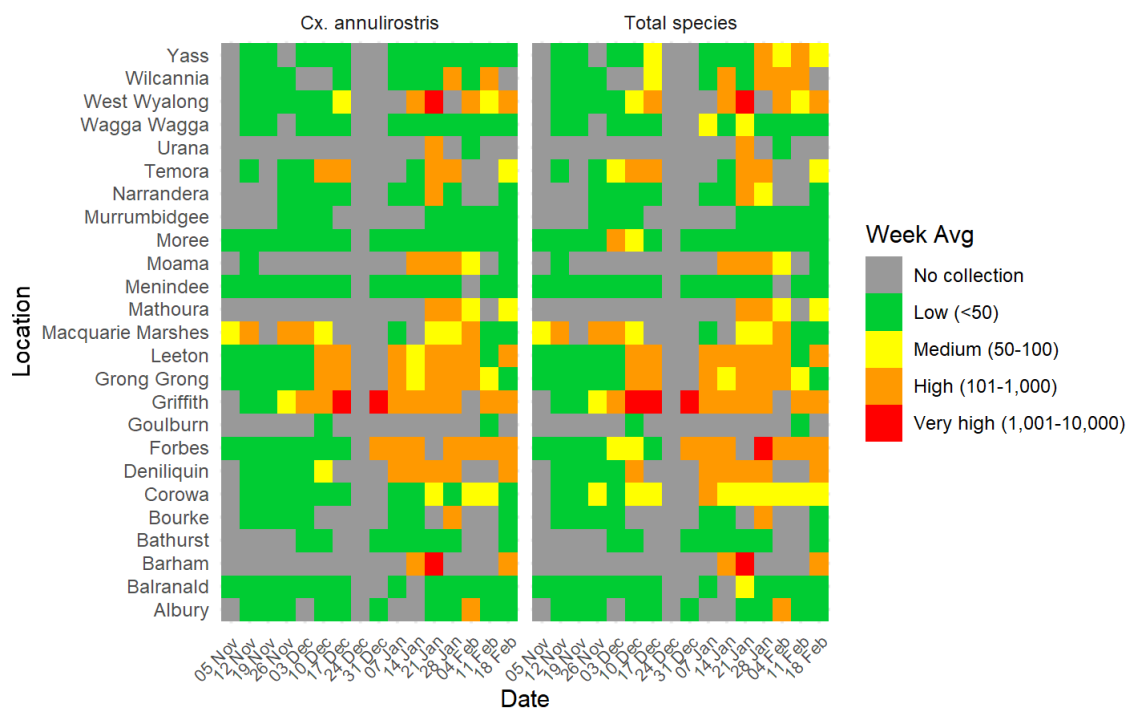 Cx. annulirostris
Total species
Yass
Wilcannia
West Wyalong
Wagga Wagga
Urana
Temora
Narrandera
Murrumbidgee
Moree
Moama
Menindee
Mathoura
Macquarie Marshes
Leeton
Grong Grong
Griffith
Goulburn
Forbes
Deniliquin
Corowa
Bourke
Bathurst
Barham
Balranald
Albury
Location
05 Nov
12 Nov
19 Nov
26 Nov
03 Dec
10 Dec
17 Dec
24 Dec
31 Dec
07 Jan
14 Jan
21 Jan
28 Jan
04 Feb
11 Feb
18 Feb
05 Nov
12 Nov
19 Nov
26 Nov
03 Dec
10 Dec
17 Dec
24 Dec
31 Dec
07 Jan
14 Jan
21 Jan
28 Jan
04 Feb
11 Feb
18 Feb
Date
Week Avg
No collection
Low (<50)
Medium (50-100)
High (101-1,000)
Very high (1,001-10,000)